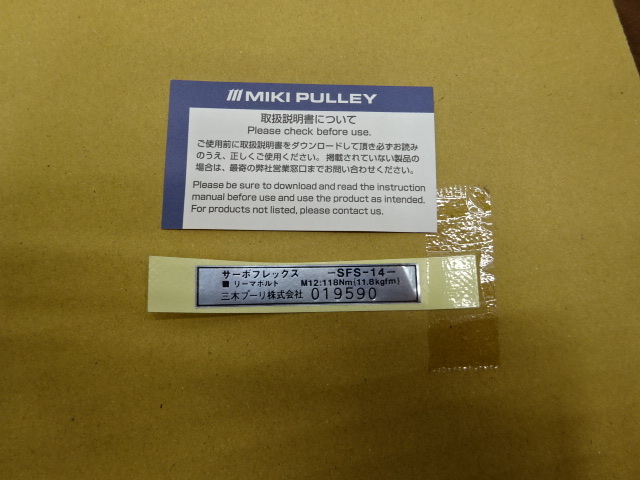 MIKI PULLEY
取扱説明書について
Please check before use.
ご使用前に取扱説明書をダウンロードして頂き必ずお読み
のうえ、正しくご使用ください。掲載されていない製品の
場合は、最寄の弊社営業窓口までお問い合わせください。
Please be sure to download and read the instruction
manual before use and use the product as intended.
For products not listed, please contact us.
サーボフレックス −SFS-14−
■ リーマボルト M12:118Nm(11.8kgfm)
三木プーリ株式会社 019590